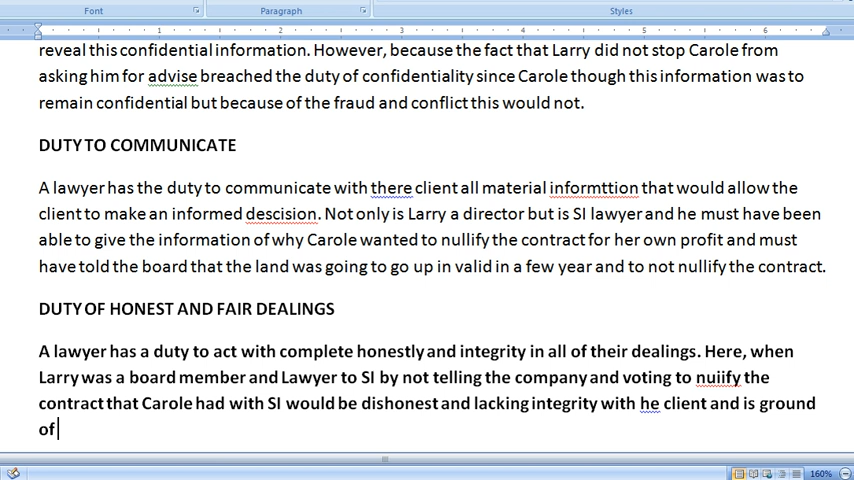 Font Paragraph Styles
1 2 3 4 5 6
reveal this confidential information. However, because the fact that Larry did not stop Carole from
asking him for advise breached the duty of confidentiality since Carole though this information was to
remain confidential but because of the fraud and conflict this would not.
DUTY TO COMMUNICATE
A lawyer has the duty to communicate with there client all material informttion that would allow the
client to make an informed descision. Not only is Larry a director but is SI lawyer and he must have been
able to give the information of why Carole wanted to nullify the contract for her own profit and must
have told the board that the land was going to go up in valid in a few year and to not nullify the contract.
DUTY OF HONEST AND FAIR DEALINGS
A lawyer has a duty to act with complete honestly and integrity in all of their dealings. Here, when
Larry was a board member and Lawyer to SI by not telling the company and voting to nuiify the
contract that Carole had with SI would be dishonest and lacking integrity with he client and is ground
of
160%